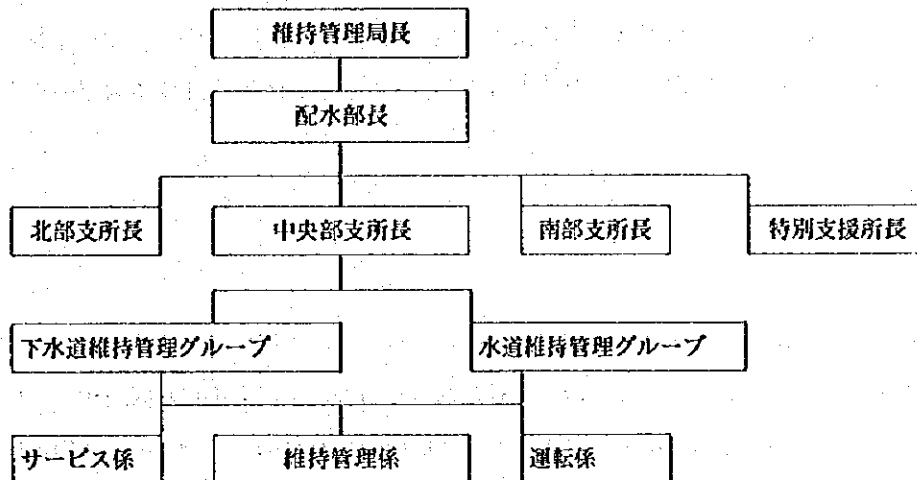 維持管理局長
配水部長
北部支所長
中央部支所長
南部支所長
特別支援所長
下水道維持管理グループ
水道維持管理グループ
サービス係
維持管理係
運転係